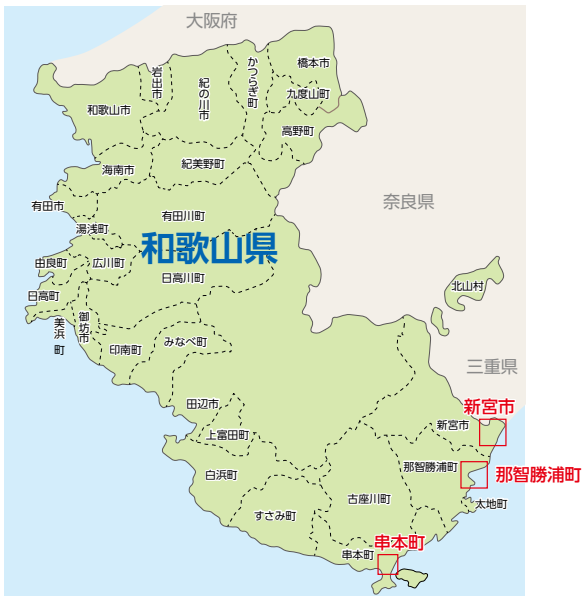 大阪府
橋本市
かつらぎ町
岩出市
紀の川市
九度山町
和歌山市
高野町
紀美野町
海南市
奈良県
有田市
有田川町
湯浅町
和歌山県
由良町
広川町
日高川町
北山村
日高町
美浜町
御坊市
印南町
みなべ町
三重県
田辺市
新宮市
新宮市
上富田町
那智勝浦町
那智勝浦町
白浜町
古座川町
太地町
すさみ町
串本町
串本町